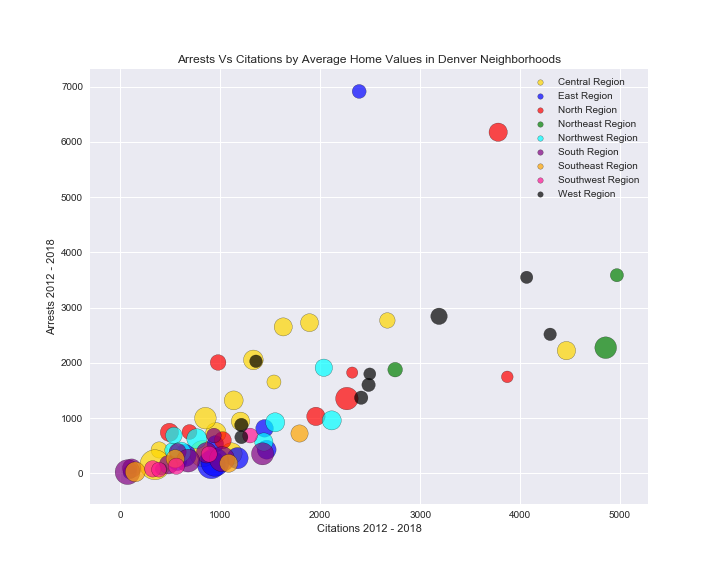 Arrests Vs Citations by Average Home Values in Denver Neighborhoods
Central Region
East Region
North Region
Northeast Region
Northwest Region
South Region
Southeast Region
Southwest Region
West Region
Arrests 2012 - 2018
7000
6000
5000
4000
3000
2000
1000
0
0 1000 2000 3000 4000 5000
Citations 2012 - 2018